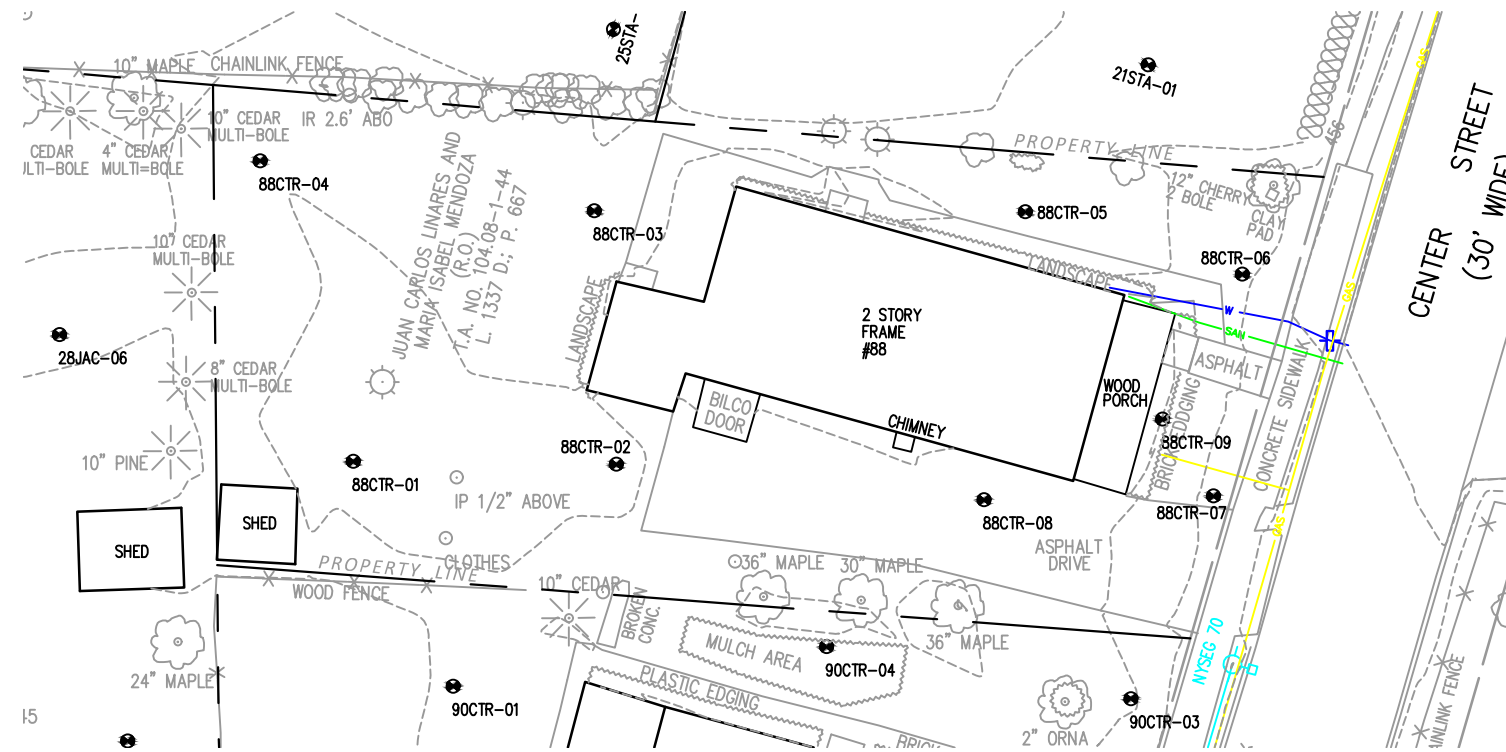 10" MAPLE
CHAINLINK FENCE
25STA-
21STA-01
GAS
STREET
CENTER
(30' WIDE)
10" CEDAR
MULTI-BOLE
IR 2.6' ABO
CEDAR
4" CEDAR
MULTI-BOLE
MULTI=BOLE
88CTR-04
PROPERTY LINE
456
12" CHERRY
2 BOLE
CLAY
PAD
88CTR-03
88CTR-05
88CTR-06
10" CEDAR
MULTI-BOLE
JUAN CARLOS LINARES AND
MARIA ISABEL MENDOZA
(R.O.)
T.A. NO. 104.08-1-44
L. 1337 D.; P. 667
LANDSCAPE
LANDSCAPE
2 STORY
FRAME
#88
W
SAN
GAS
28JAC-06
8" CEDAR
MULTI-BOLE
ASPHALT
WOOD
PORCH
BILCO
DOOR
CHIMNEY
88CTR-09
BRICK EDGING
CONCRETE SIDEWALK
88CTR-02
10" PINE
88CTR-01
IP 1/2" ABOVE
88CTR-08
88CTR-07
GAS
SHED
SHED
ASPHALT
DRIVE
CLOTHES
PROPERTY LINE
WOOD FENCE
10" CEDAR
36" MAPLE
30" MAPLE
BROKEN
CONC.
MULCH AREA
36" MAPLE
NYSEG 70
90CTR-04
24" MAPLE
PLASTIC EDGING
90CTR-01
90CTR-03
2" ORNA
BRICK
AINLINK FENCE